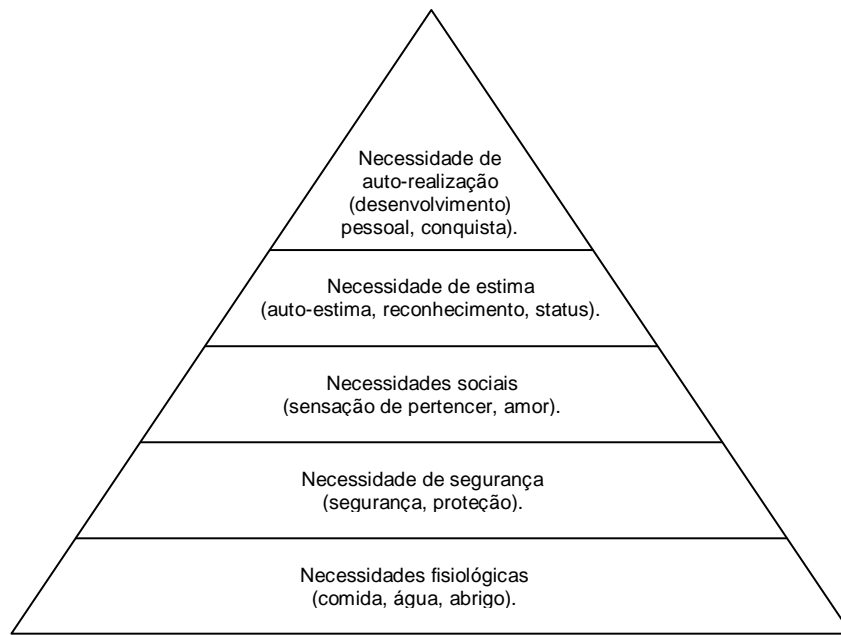 Necessidade de
auto-realização
(desenvolvimento)
pessoal, conquista).
Necessidade de estima
(auto-estima, reconhecimento, status).
Necessidades sociais
(sensação de pertencer, amor).
Necessidade de segurança
(segurança, proteção).
Necessidades fisiológicas
(comida, água, abrigo).